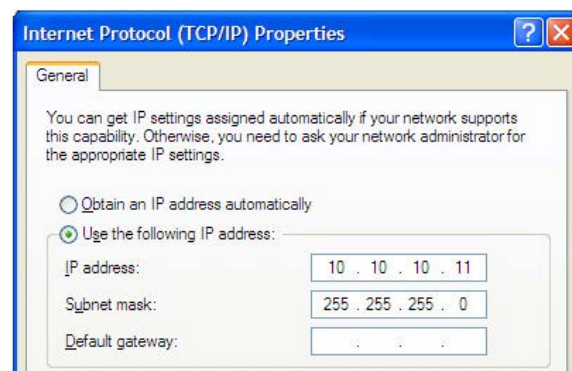 Internet Protocol (TCP/IP) Properties
General
You can get IP settings assigned automatically if your network supports
this capability. Otherwise, you need to ask your network administrator for
the appropriate IP settings.
Obtain an IP address automatically
Use the following IP address:
IP address: 10 . 10 . 10 . 11
Subnet mask: 255 . 255 . 255 . 0
Default gateway: . . .